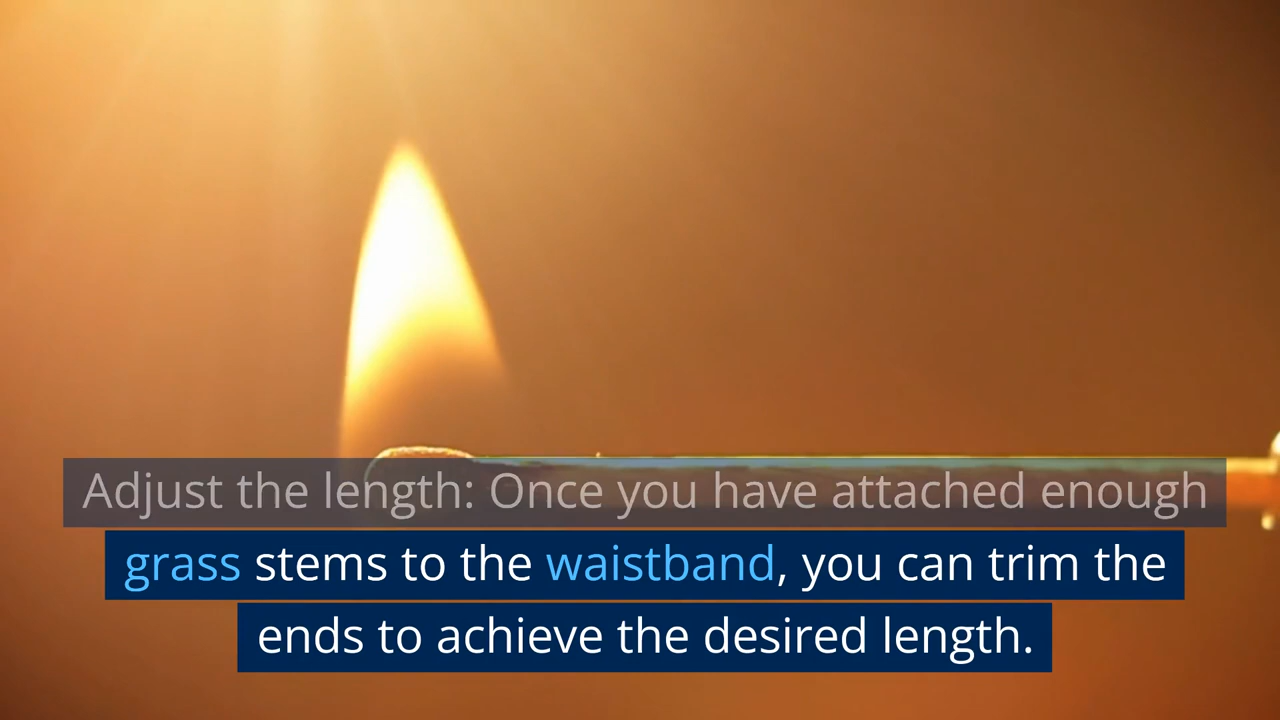 Adjust the length: Once you have attached enough
grass stems to the waistband, you can trim the
ends to achieve the desired length.